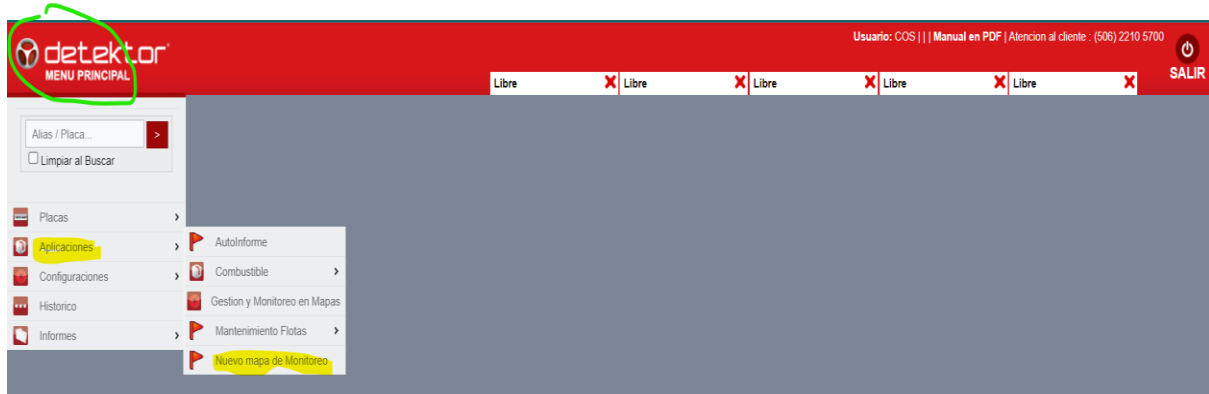 Usuario: COS | | | Manual en PDF | Atencion al cliente : (506) 2210 5700
detektor
MENU PRINCIPAL
SALIR
Libre X Libre X Libre X Libre X Libre X
Alias / Placa... >
Limpiar al Buscar
Placas
Aplicaciones
Configuraciones
Historico
Informes
AutoInforme
Combustible
Gestion y Monitoreo en Mapas
Mantenimiento Flotas
Nuevo mapa de Monitoreo